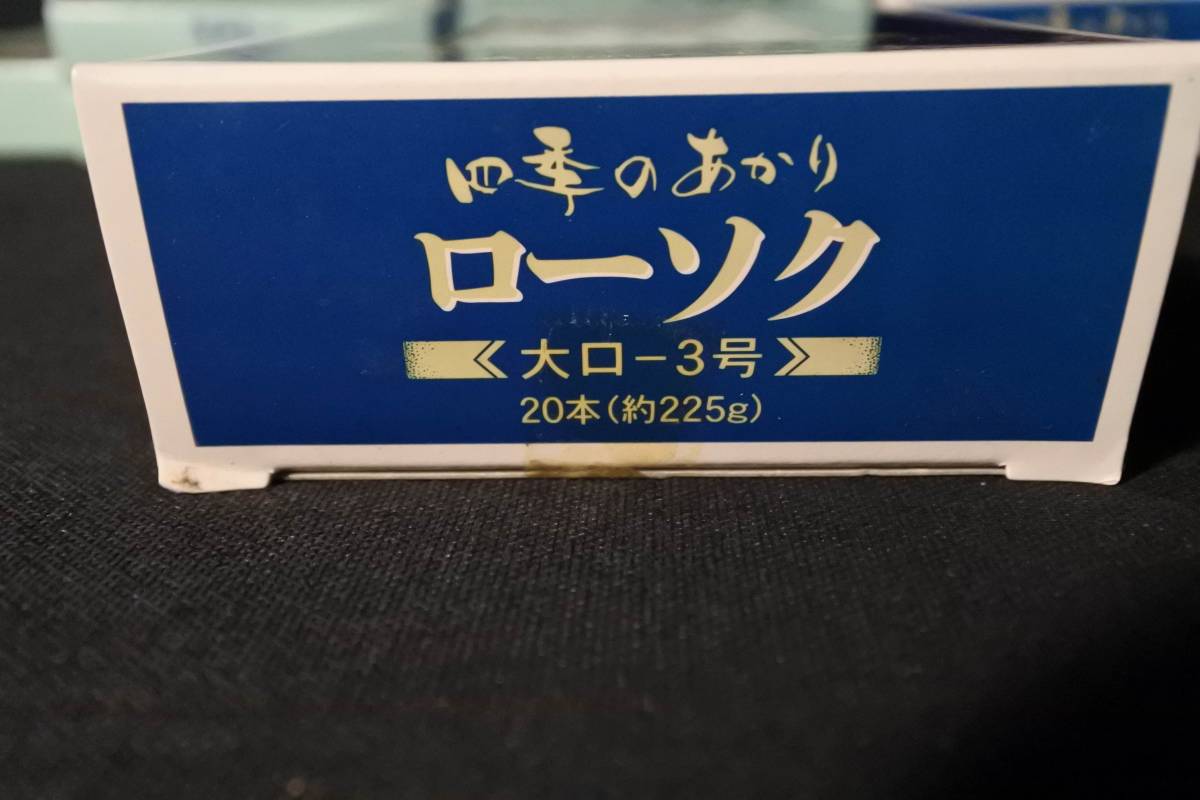 四季のあかり
ローソク
大口-3号
20本(約225g)